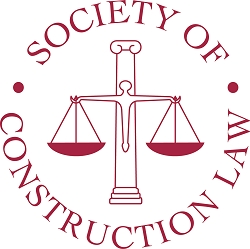 SOCIETY OF
CONSTRUCTION LAW